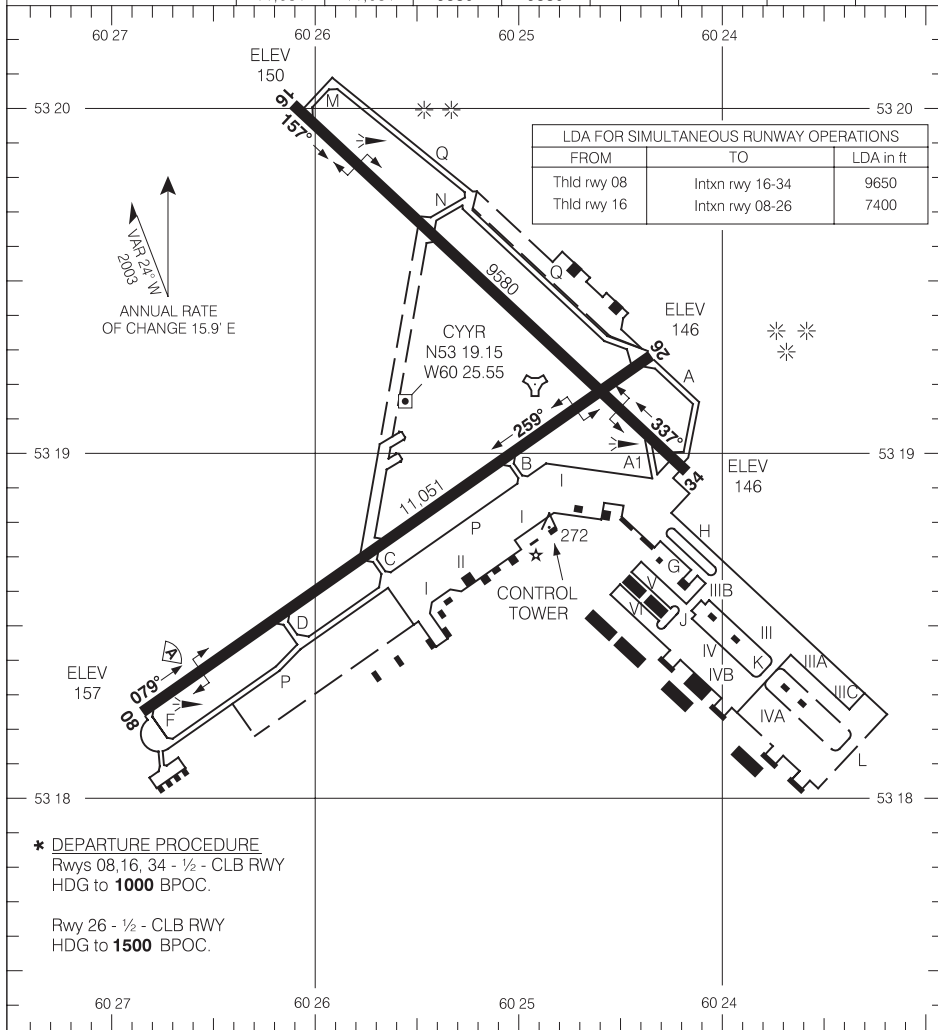 60 27 60 26 60 25 60 24
ELEV
150
53 20 53 20
16
157°
M
Q
N
LDA FOR SIMULTANEOUS RUNWAY OPERATIONS
FROM TO LDA in ft
Thld rwy 08 Intxn rwy 16-34 9650
Thld rwy 16 Intxn rwy 08-26 7400
VAR 24° W
2003
ANNUAL RATE
OF CHANGE 15.9' E
9580
Q
ELEV
146
26
CYYR
N53 19.15
W60 25.55
A
259°
337°
53 19 53 19
B
A1
34
ELEV
146
11,051
I
P
I
272
H
C
II
I
CONTROL
TOWER
G
V
IIIB
VI
J
III
D
IV
K
IIIA
A
IVB
IIIC
ELEV
157
079°
P
08
F
IVA
L
53 18 53 18
* DEPARTURE PROCEDURE
Rwys 08,16, 34 - ½ - CLB RWY
HDG to 1000 BPOC.
Rwy 26 - ½ - CLB RWY
HDG to 1500 BPOC.
60 27 60 26 60 25 60 24